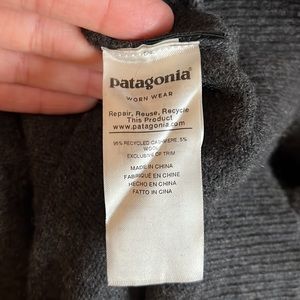 patagonia®
WORN WEAR
Repair, Reuse, Recycle
This Product
www.patagonia.com
95% RECYCLED CASHMERE, 5%
WOOL
EXCLUSIVE OF TRIM
MADE IN CHINA
FABRIQUÉ EN CHINE
HECHO EN CHINA
FATTO IN CINA